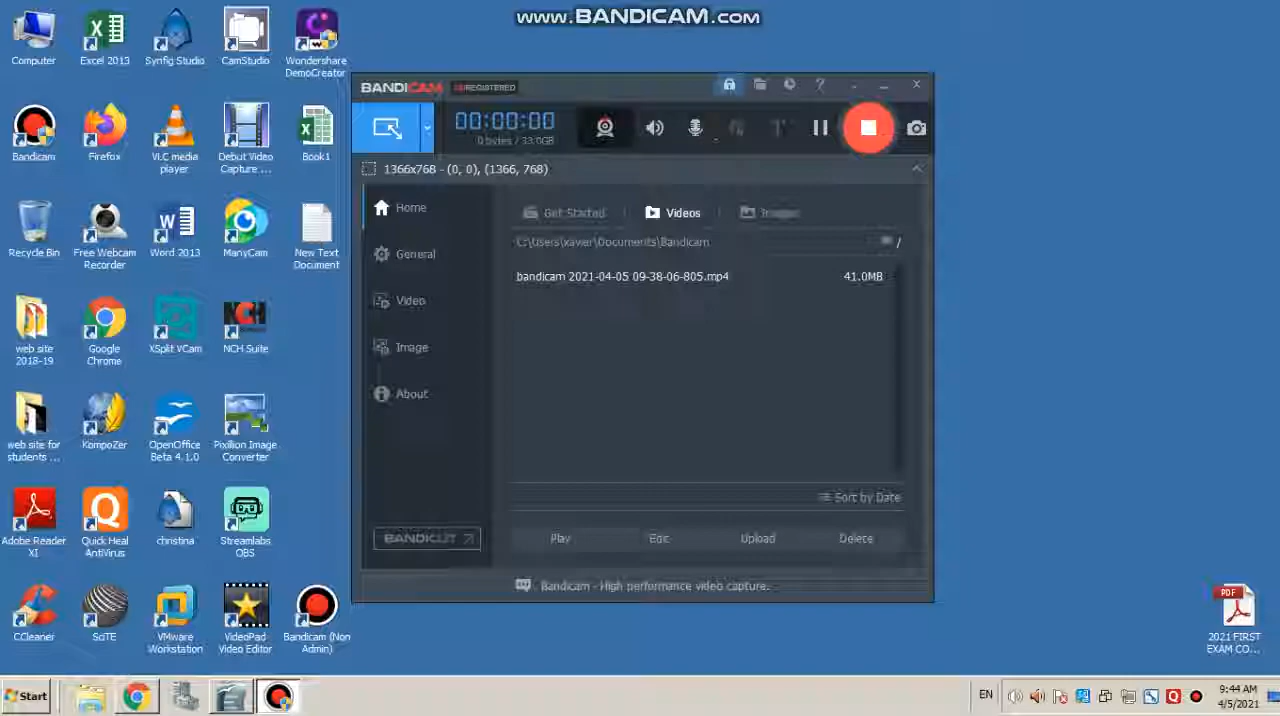 www.BANDICAM.com
Computer
Excel 2013
Synfig Studio
CamStudio
Wondershare
DemoCreator
Bandicam
Firefox
VLC media
player
Debut Video
Capture ...
Book1
Recycle Bin
Free Webcam
Recorder
Word 2013
ManyCam
New Text
Document
web site
2018-19
Google
Chrome
XSplit VCam
NCH Suite
web site for
students ...
KompoZer
OpenOffice
Beta 4.1.0
Pixillion Image
Converter
Adobe Reader
XI
Quick Heal
AntiVirus
christina
Streamlabs
OBS
CCleaner
SciTE
VMware
Workstation
VideoPad
Video Editor
Bandicam (Non
Admin)
BANDICAM UNREGISTERED
00:00:00
0 bytes / 33.0GB
1366x768 - (0, 0), (1366, 768)
Home
General
Video
Image
About
BANDICUT
Get Started
Videos
Images
C:\Users\xavier\Documents\Bandicam
bandicam 2021-04-05 09-38-06-805.mp4 41.0MB
Sort by Date
Play Edit Upload Delete
Bandicam - High performance video capture.
PDF
2021 FIRST
EXAM CO...
Start
EN
9:44 AM
4/5/2021